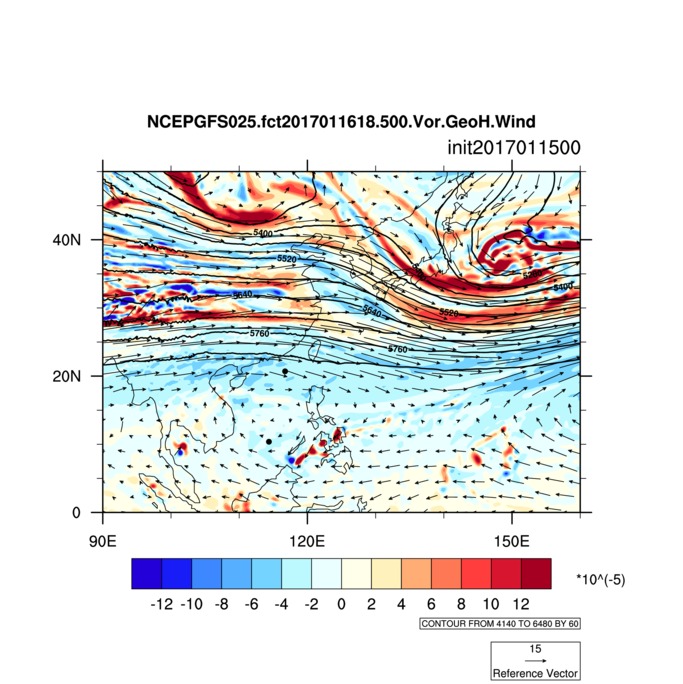 NCEPGFS025.fct2017011618.500.Vor.GeoH.Wind
init2017011500
40N
20N
0
90E 120E 150E
5400
5520
5640
5760
5640
5520
5760
5400
-12 -10 -8 -6 -4 -2 0 2 4 6 8 10 12
*10^(-5)
CONTOUR FROM 4140 TO 6480 BY 60
15
Reference Vector